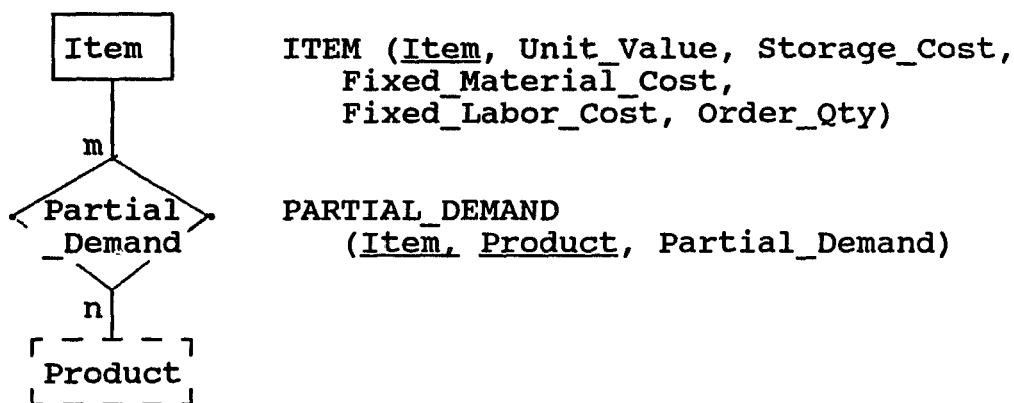 Item
ITEM (Item, Unit_Value, Storage_Cost,
Fixed_Material_Cost,
Fixed_Labor_Cost, Order_Qty)
m
Partial
_Demand
PARTIAL_DEMAND
(Item, Product, Partial_Demand)
n
Product